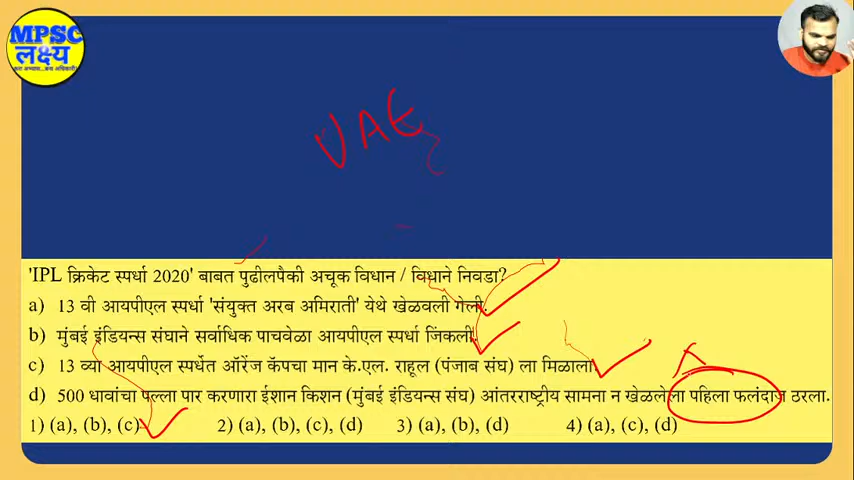 MPSC
लक्ष्य
UAE
'IPL क्रिकेट स्पर्धा 2020' बाबत पुढीलपैकी अचूक विधान / विधाने निवडा?
a) 13 वी आयपीएल स्पर्धा 'संयुक्त अरब अमिराती' येथे खेळवली गेली.
b) मुंबई इंडियन्स संघाने सर्वाधिक पाचवेळा आयपीएल स्पर्धा जिंकली.
c) 13 व्या आयपीएल स्पर्धेत ऑरेंज कॅपचा मान के.एल. राहूल (पंजाब संघ) ला मिळाला.
d) 500 धावांचा पल्ला पार करणारा ईशान किशन (मुंबई इंडियन्स संघ) आंतरराष्ट्रीय सामना न खेळलेला पहिला फलंदाज ठरला.
1) (a), (b), (c) 2) (a), (b), (c), (d) 3) (a), (b), (d) 4) (a), (c), (d)